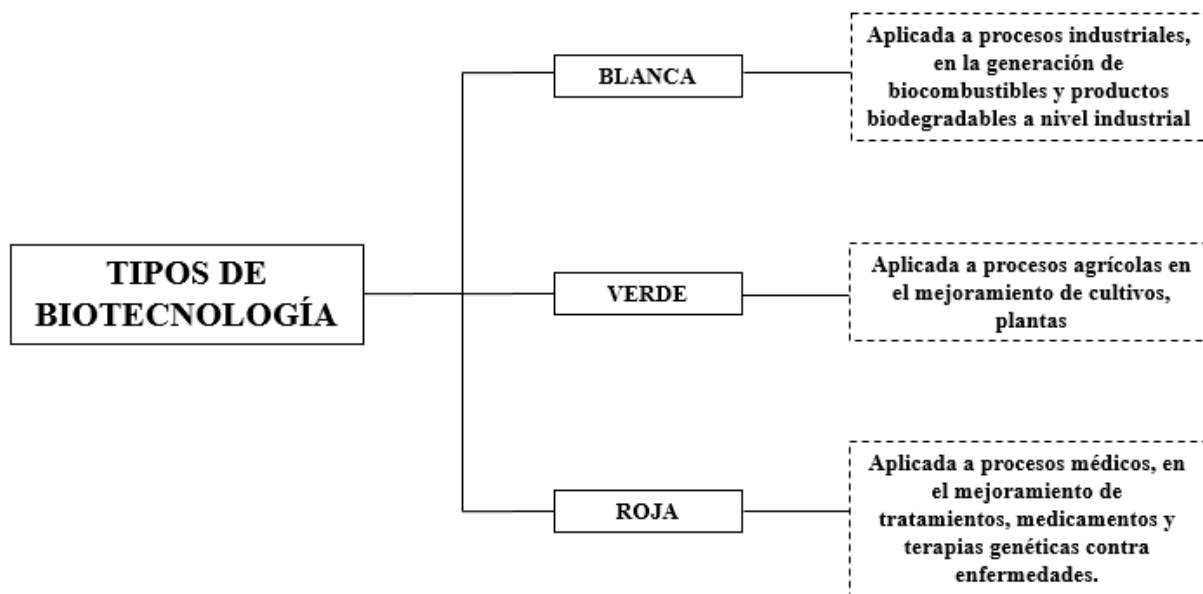 TIPOS DE
BIOTECNOLOGÍA
BLANCA
Aplicada a procesos industriales,
en la generación de
biocombustibles y productos
biodegradables a nivel industrial
VERDE
Aplicada a procesos agrícolas en
el mejoramiento de cultivos,
plantas
ROJA
Aplicada a procesos médicos, en
el mejoramiento de
tratamientos, medicamentos y
terapias genéticas contra
enfermedades.